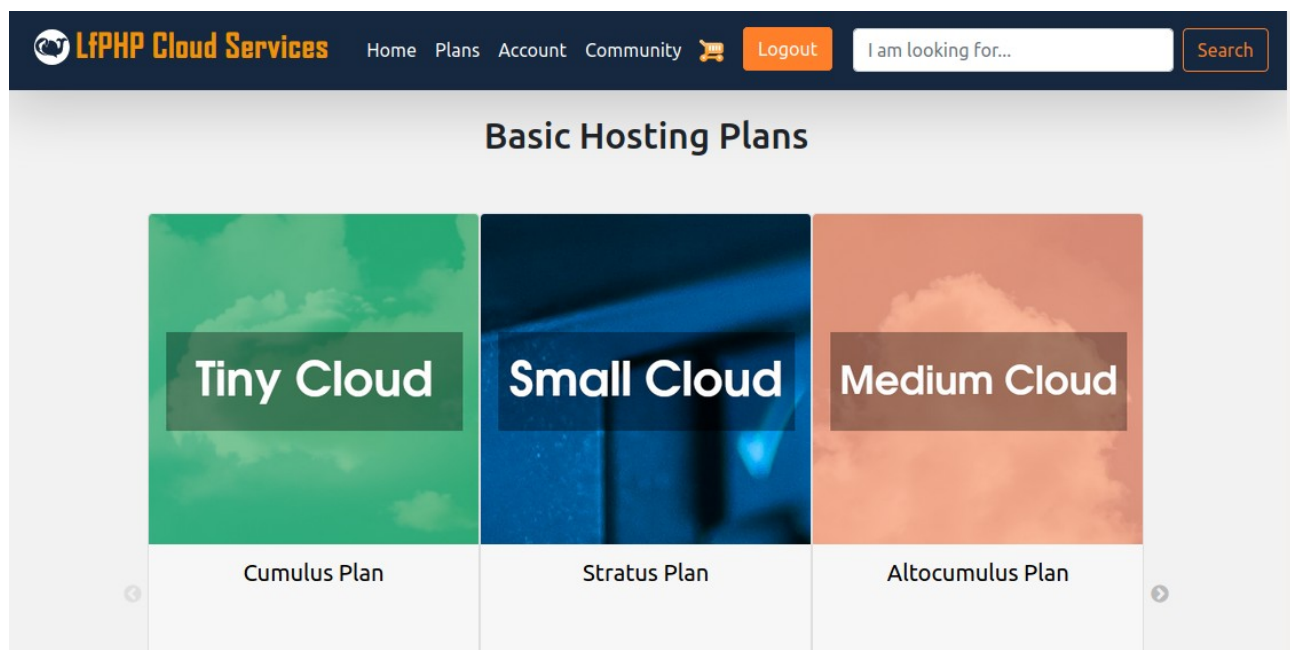 LfPHP Cloud Services Home Plans Account Community Logout I am looking for... Search
Basic Hosting Plans
Tiny Cloud Small Cloud Medium Cloud
Cumulus Plan Stratus Plan Altocumulus Plan